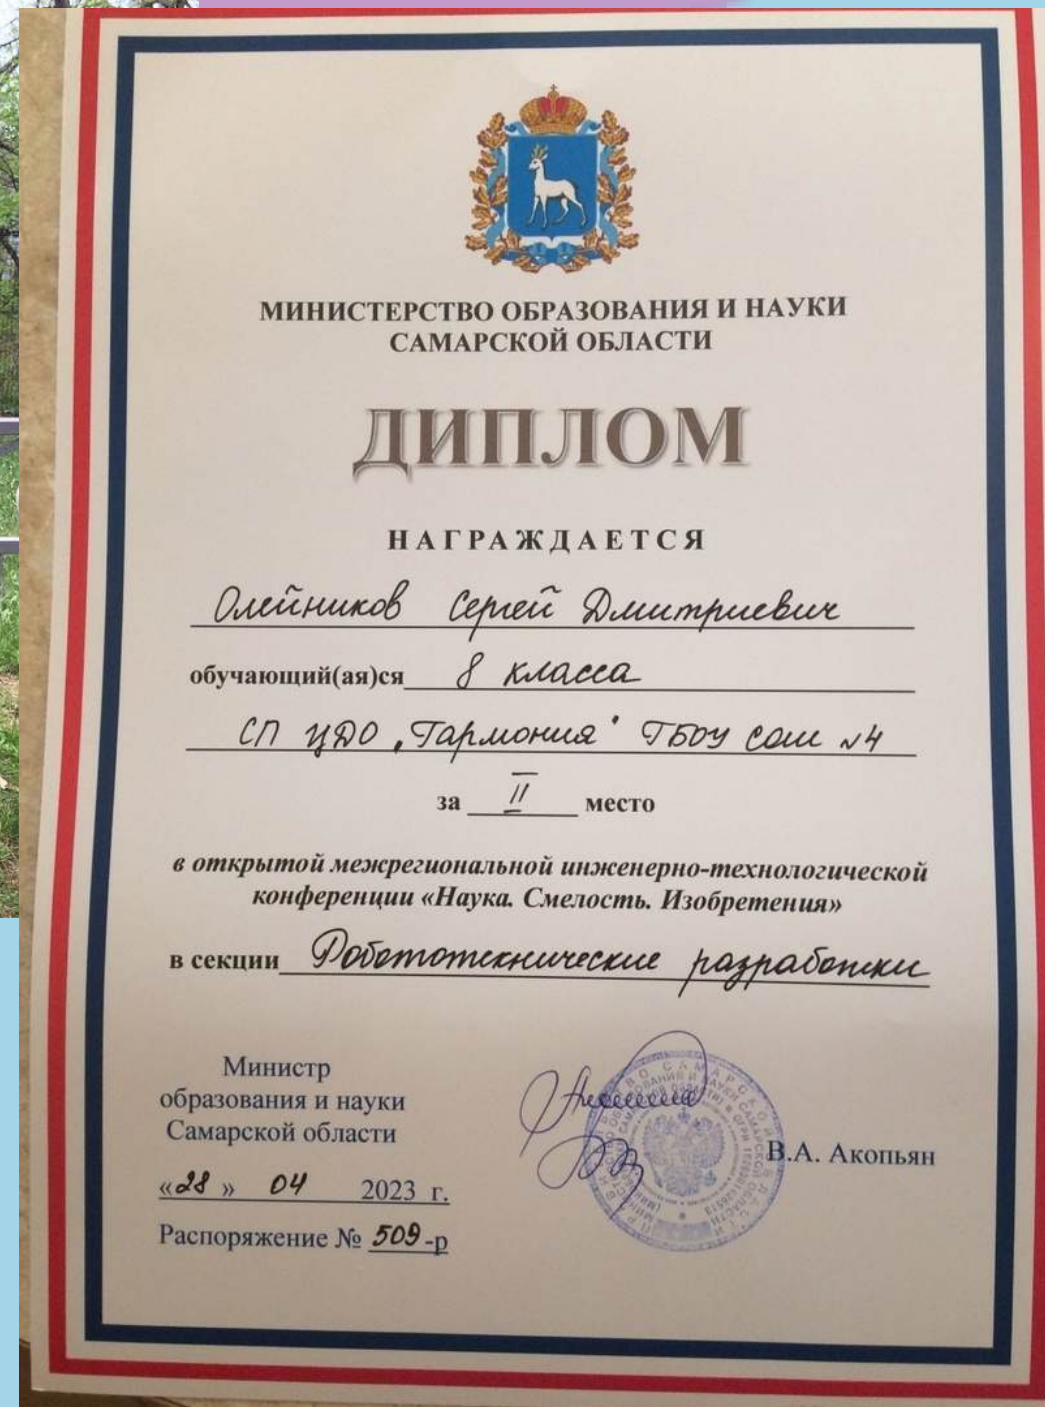 МИНИСТЕРСТВО ОБРАЗОВАНИЯ И НАУКИ
САМАРСКОЙ ОБЛАСТИ
ДИПЛОМ
НАГРАЖДАЕТСЯ
Олейников Сергей Дмитриевич
обучающий(ая)ся 8 класса
СП ЦДО „Гармония" ГБОУ СОШ №4
за II место
в открытой межрегиональной инженерно-технологической
конференции «Наука. Смелость. Изобретения»
в секции Робототехнические разработки
Министр
образования и науки
Самарской области
В.А. Акопьян
«28» 04 2023 г.
Распоряжение № 509-р